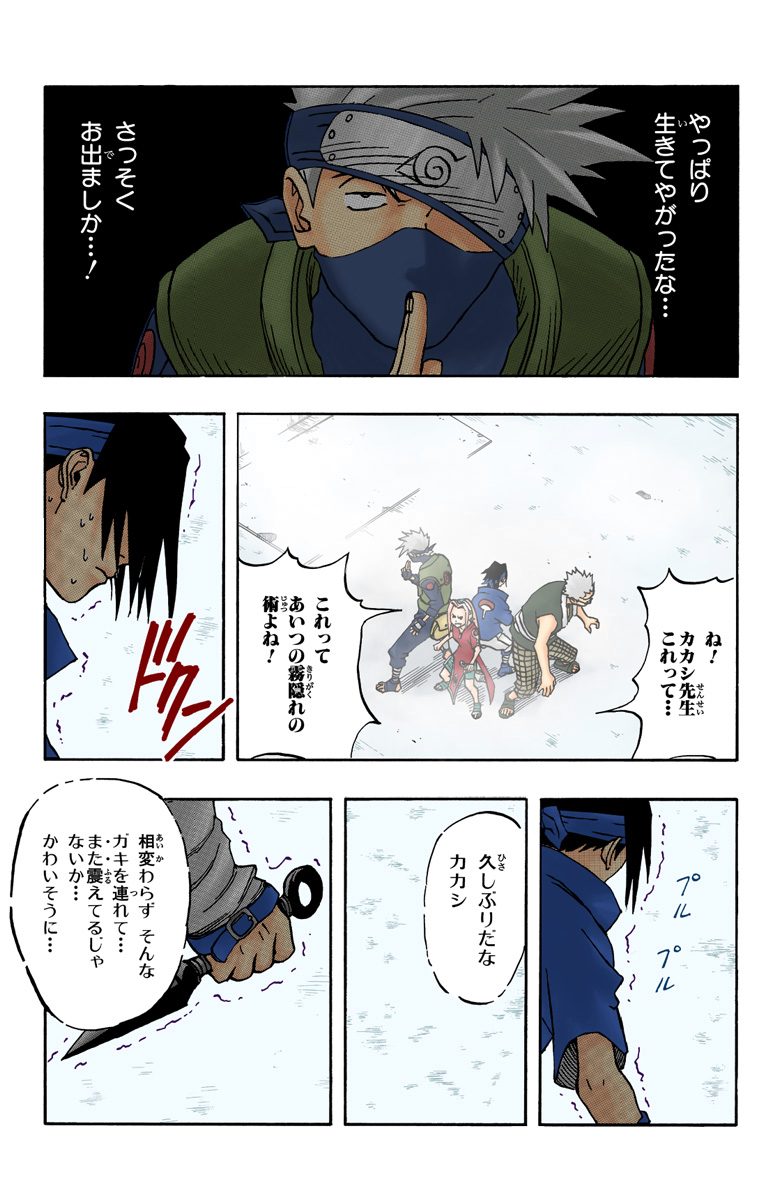 やっぱり
生きてやがったな…
さっそく
お出ましか…!
ね!
カカシ先生
これって…
これって
あいつの霧隠れの
術よね!
ドクン
プル
プル
久しぶりだな
カカシ
相変わらず そんな
ガキを連れて…
また震えてるじゃ
ないか…
かわいそうに…